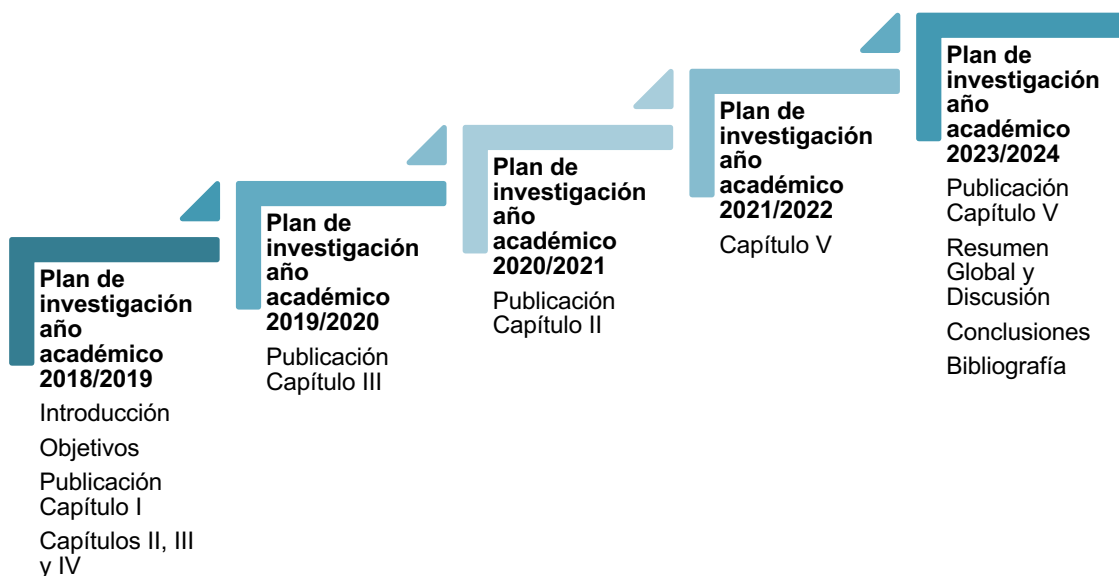 Plan de
investigación
año
académico
2018/2019
Introducción
Objetivos
Publicación
Capítulo I
Capítulos II, III
y IV
Plan de
investigación
año
académico
2019/2020
Publicación
Capítulo III
Plan de
investigación
año
académico
2020/2021
Publicación
Capítulo II
Plan de
investigación
año
académico
2021/2022
Capítulo V
Plan de
investigación
año
académico
2023/2024
Publicación
Capítulo V
Resumen
Global y
Discusión
Conclusiones
Bibliografía